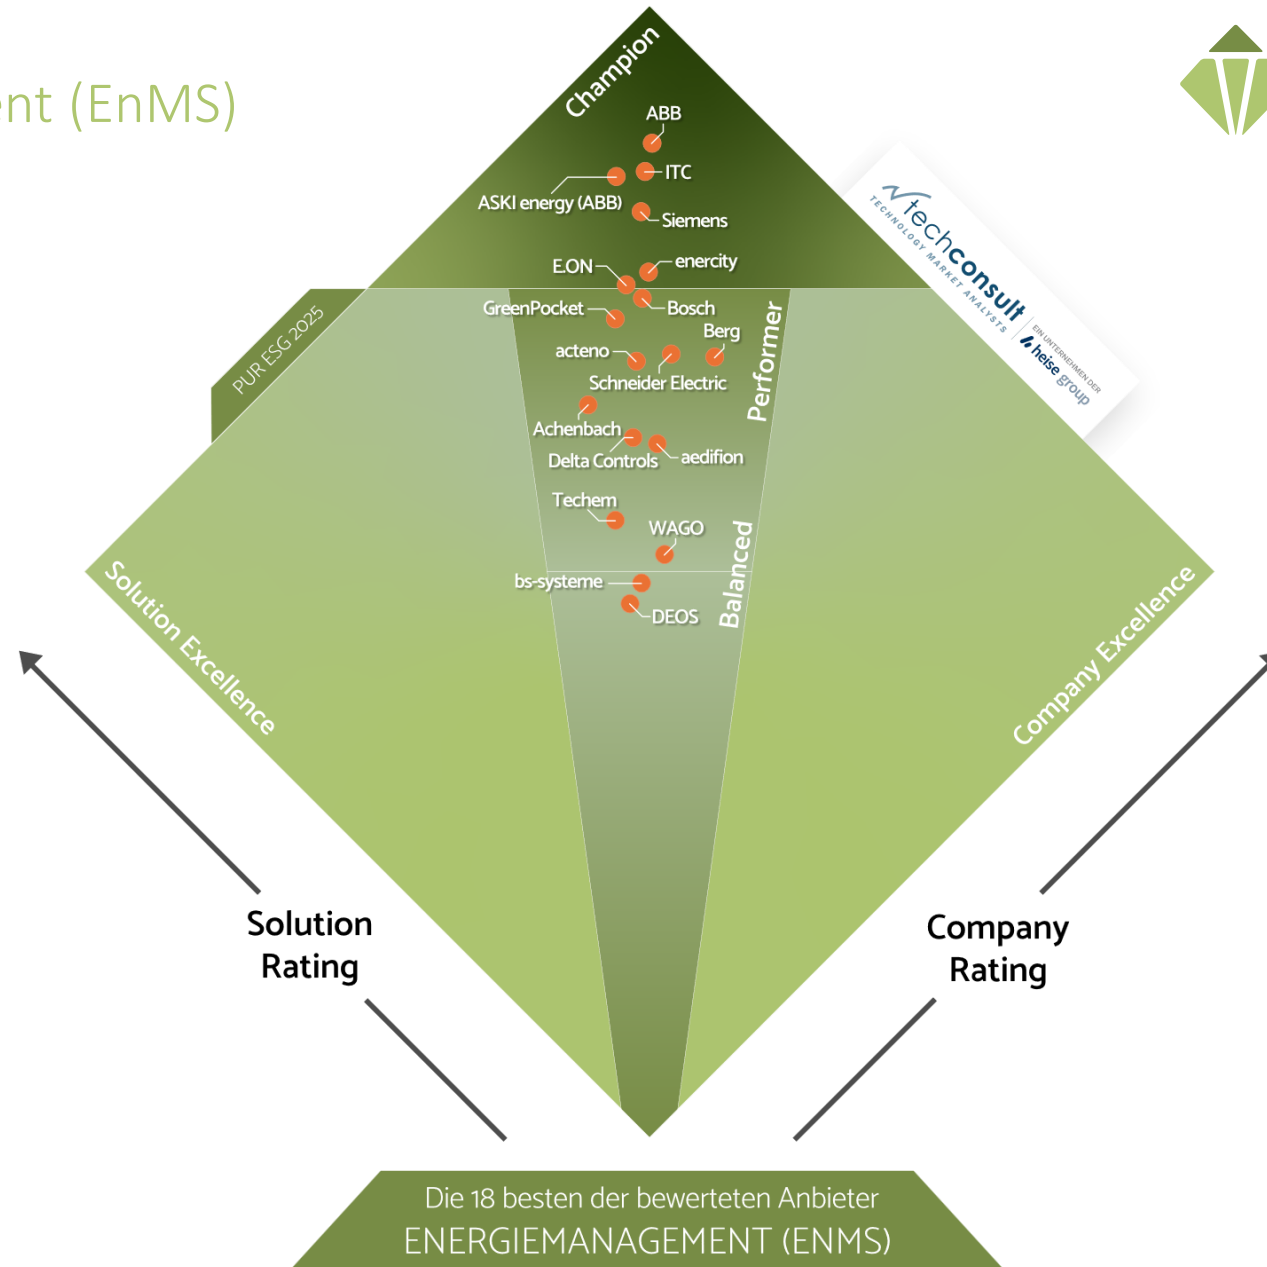 ent (EnMS)
Champion
ABB
ITC
ASKI energy (ABB)
Siemens
enercity
E.ON
GreenPocket
Bosch
Berg
acteno
Schneider Electric
Achenbach
Delta Controls
aedifion
Techem
WAGO
bs-systeme
DEOS
Performer
Balanced
PUR ESG 2025
techconsult
TECHNOLOGY MARKET ANALYSTS
EIN UNTERNEHMEN DER
heise group
Solution Excellence
Company Excellence
Solution
Rating
Company
Rating
Die 18 besten der bewerteten Anbieter
ENERGIEMANAGEMENT (ENMS)